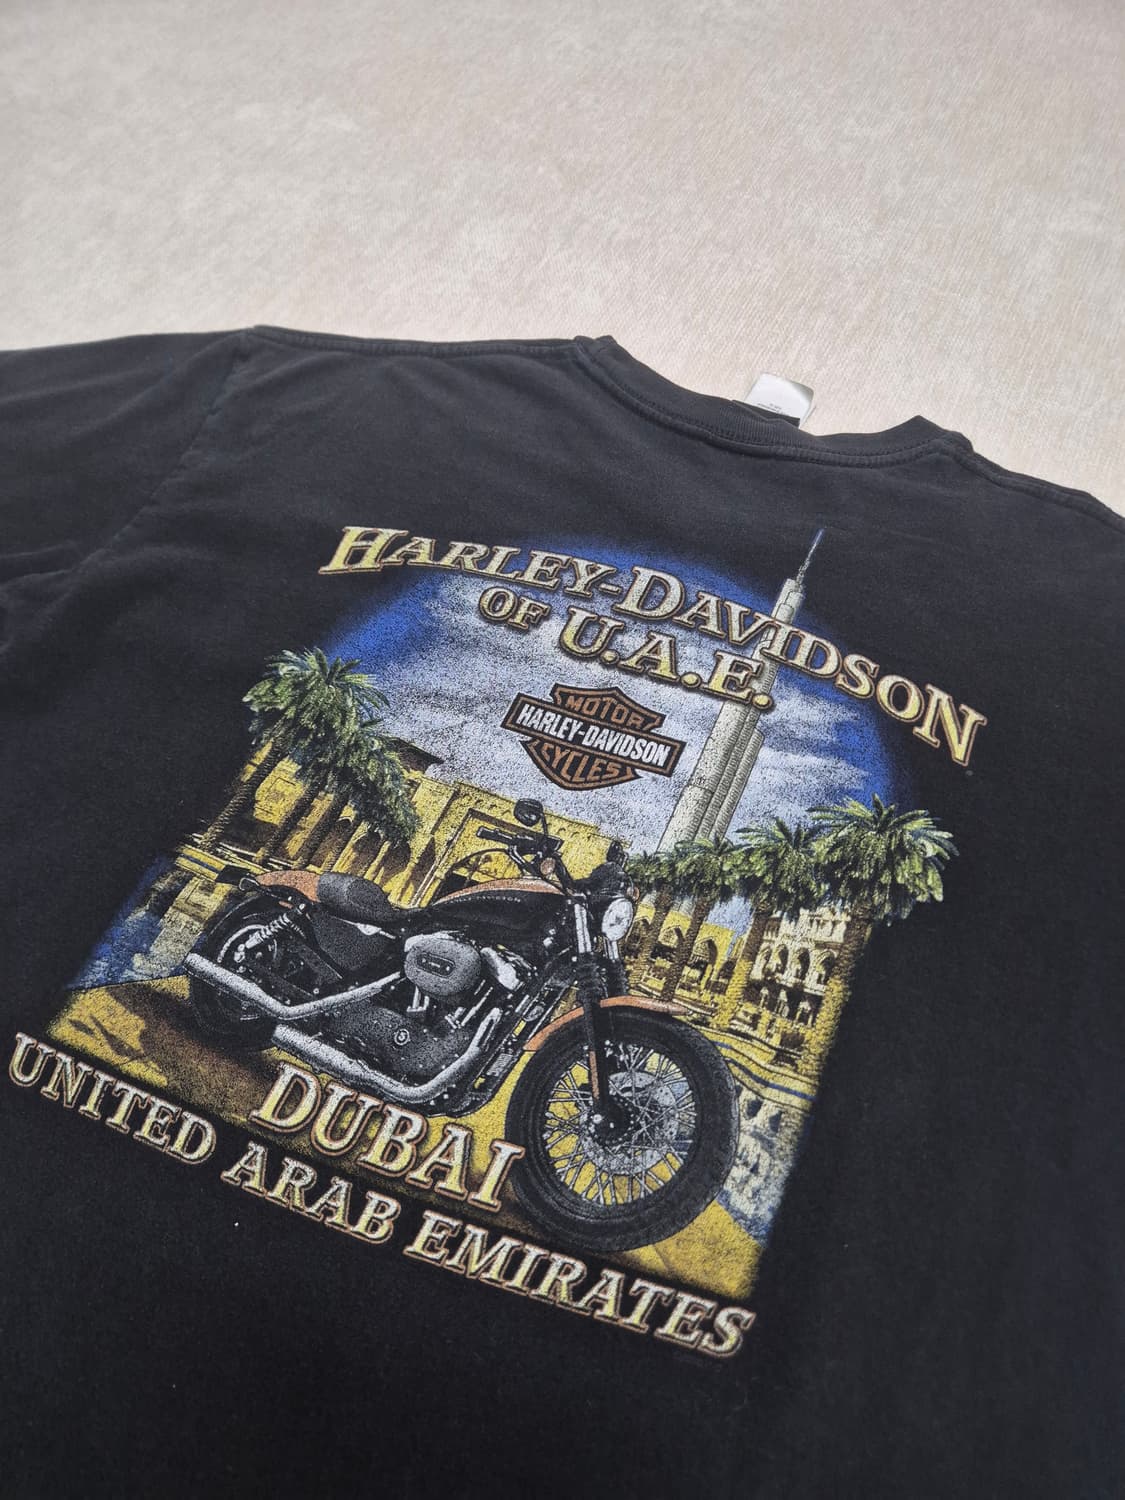 HARLEY-DAVIDSON
OF U.A.E.
MOTOR
HARLEY-DAVIDSON
CYCLES
DUBAI
UNITED ARAB EMIRATES